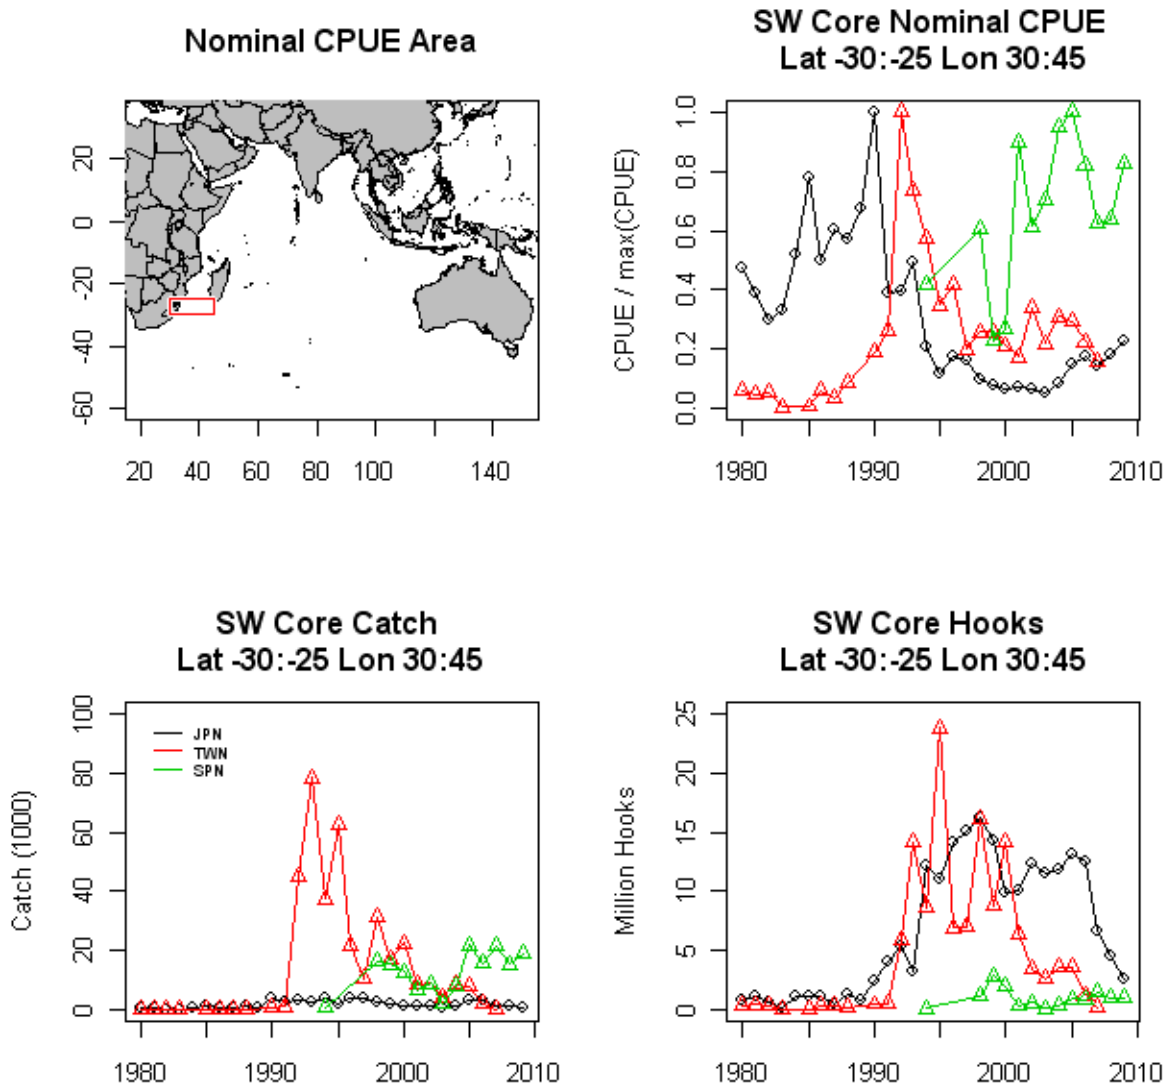 Nominal CPUE Area
20
0
-20
-40
-60
20 40 60 80 100 140
SW Core Nominal CPUE
Lat -30:-25 Lon 30:45
CPUE / max(CPUE)
1.0
0.8
0.6
0.4
0.2
0.0
1980 1990 2000 2010
SW Core Catch
Lat -30:-25 Lon 30:45
Catch (1000)
100
80
60
40
20
0
JPN
TWN
SPN
1980 1990 2000 2010
SW Core Hooks
Lat -30:-25 Lon 30:45
Million Hooks
25
20
15
10
5
0
1980 1990 2000 2010